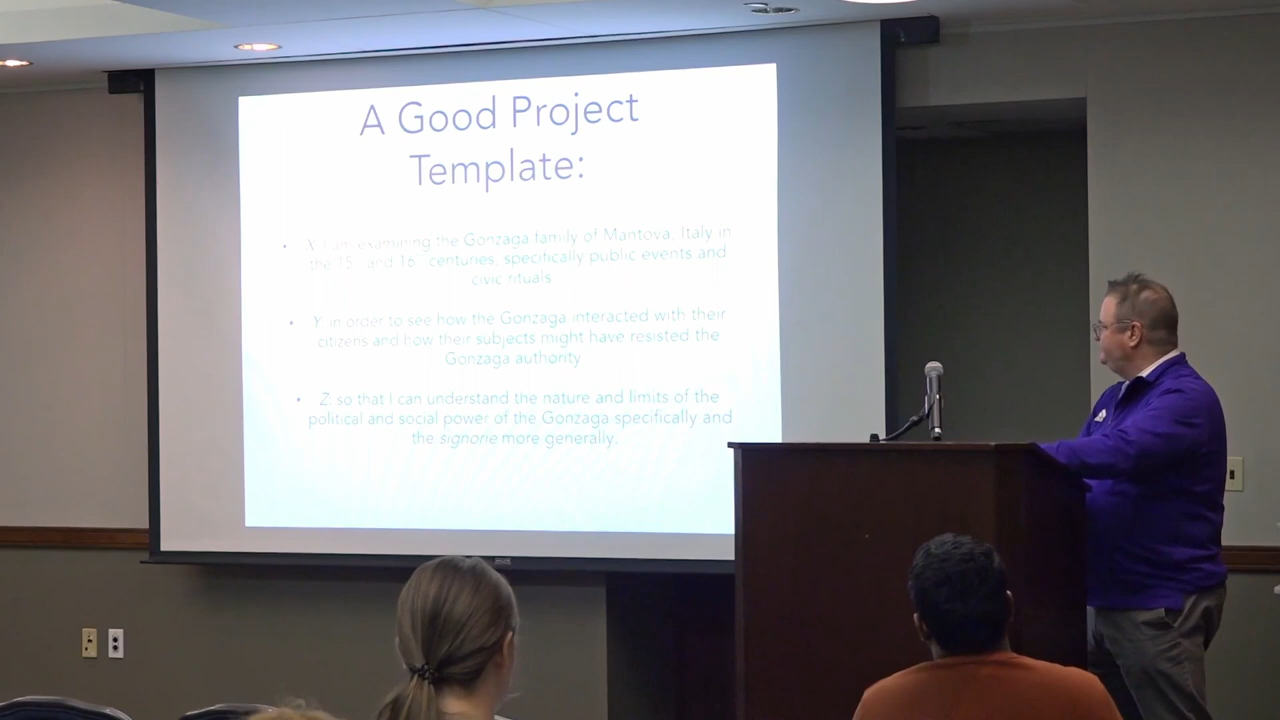 A Good Project
Template:
• X: I am examining the Gonzaga family of Mantova, Italy in
the 15th and 16th centuries, specifically public events and
civic rituals
• Y: in order to see how the Gonzaga interacted with their
citizens and how their subjects might have resisted the
Gonzaga authority
• Z: so that I can understand the nature and limits of the
political and social power of the Gonzaga specifically and
the signorie more generally.